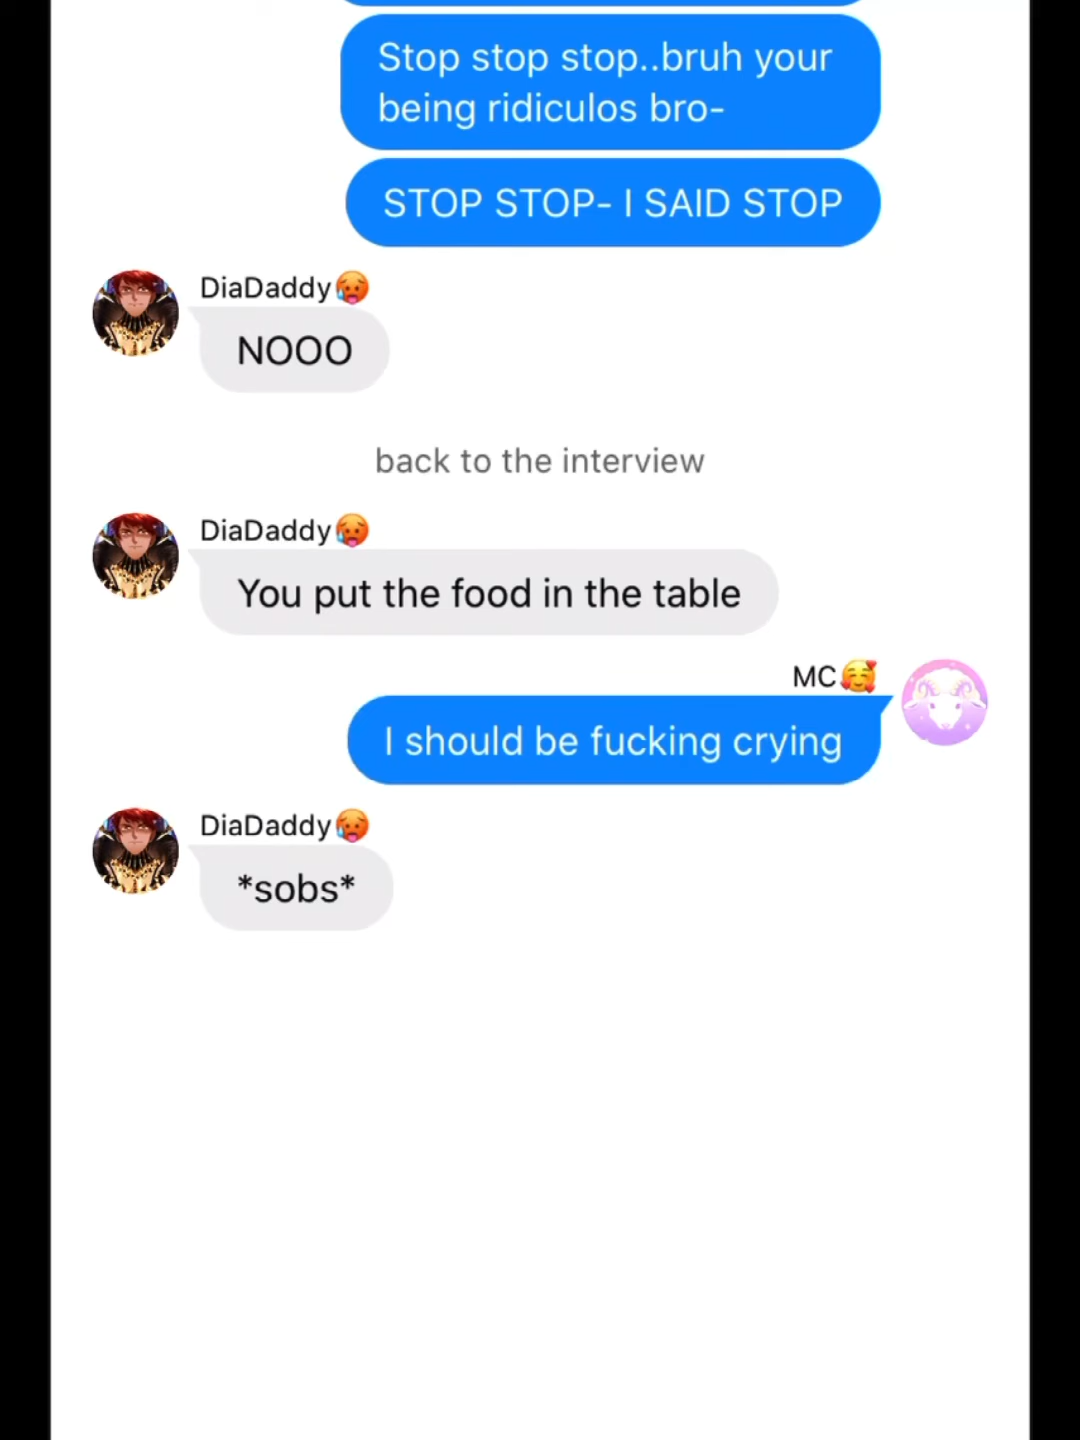 Stop stop stop..bruh your
being ridiculos bro-
STOP STOP- I SAID STOP
DiaDaddy🥵
NOOO
back to the interview
DiaDaddy🥵
You put the food in the table
MC🥰
I should be fucking crying
DiaDaddy🥵
*sobs*